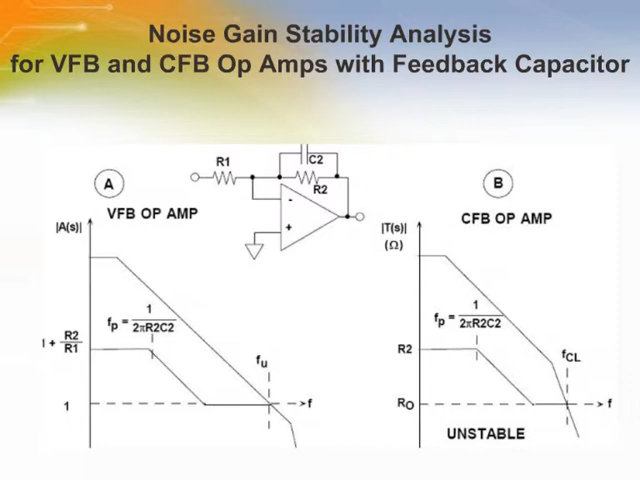 Noise Gain Stability Analysis
for VFB and CFB Op Amps with Feedback Capacitor
R1
C2
R2
-
+
A
VFB OP AMP
|A(s)|
fp = 1 / 2πR2C2
1 + R2 / R1
fu
1
f
B
CFB OP AMP
|T(s)|
(Ω)
fp = 1 / 2πR2C2
R2
fCL
RO
f
UNSTABLE